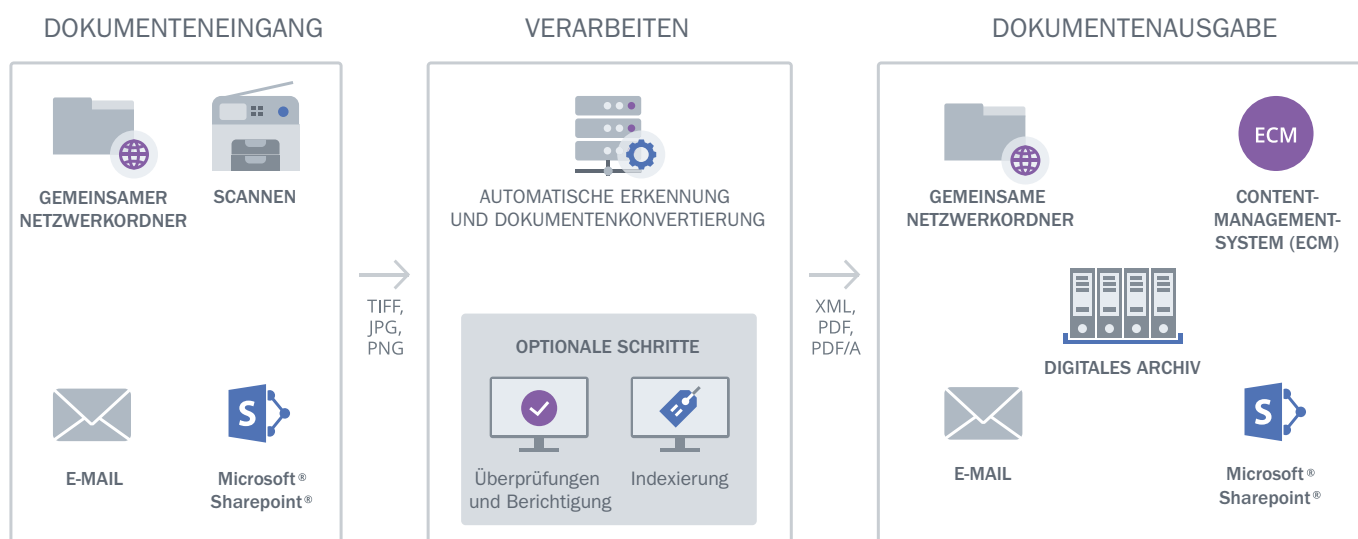 DOKUMENTENEINGANG
GEMEINSAMER
NETZWERKORDNER
SCANNEN
E-MAIL
S
Microsoft®
Sharepoint®
TIFF,
JPG,
PNG
VERARBEITEN
AUTOMATISCHE ERKENNUNG
UND DOKUMENTENKONVERTIERUNG
OPTIONALE SCHRITTE
Überprüfungen
und Berichtigung
Indexierung
XML,
PDF,
PDF/A
DOKUMENTENAUSGABE
GEMEINSAME
NETZWERKORDNER
ECM
CONTENT-
MANAGEMENT-
SYSTEM (ECM)
DIGITALES ARCHIV
E-MAIL
S
Microsoft®
Sharepoint®